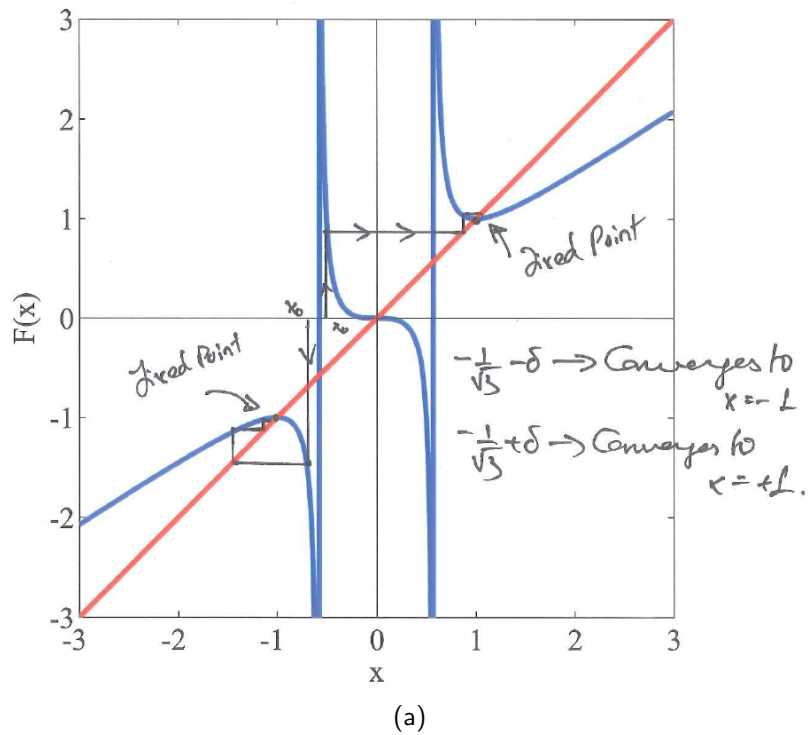 3
2
1
0
-1
-2
-3
F(x)
-3 -2 -1 0 1 2 3
x
x₀
x₀
Fixed Point
Fixed Point
-1/√3 - δ → Converges to
x = -1
-1/√3 + δ → Converges to
x = +1.
(a)